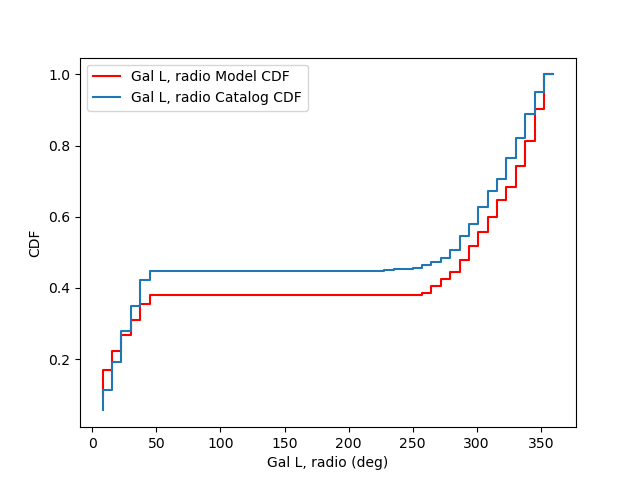 Gal L, radio Model CDF
Gal L, radio Catalog CDF
1.0
0.8
0.6
0.4
0.2
CDF
0 50 100 150 200 250 300 350
Gal L, radio (deg)